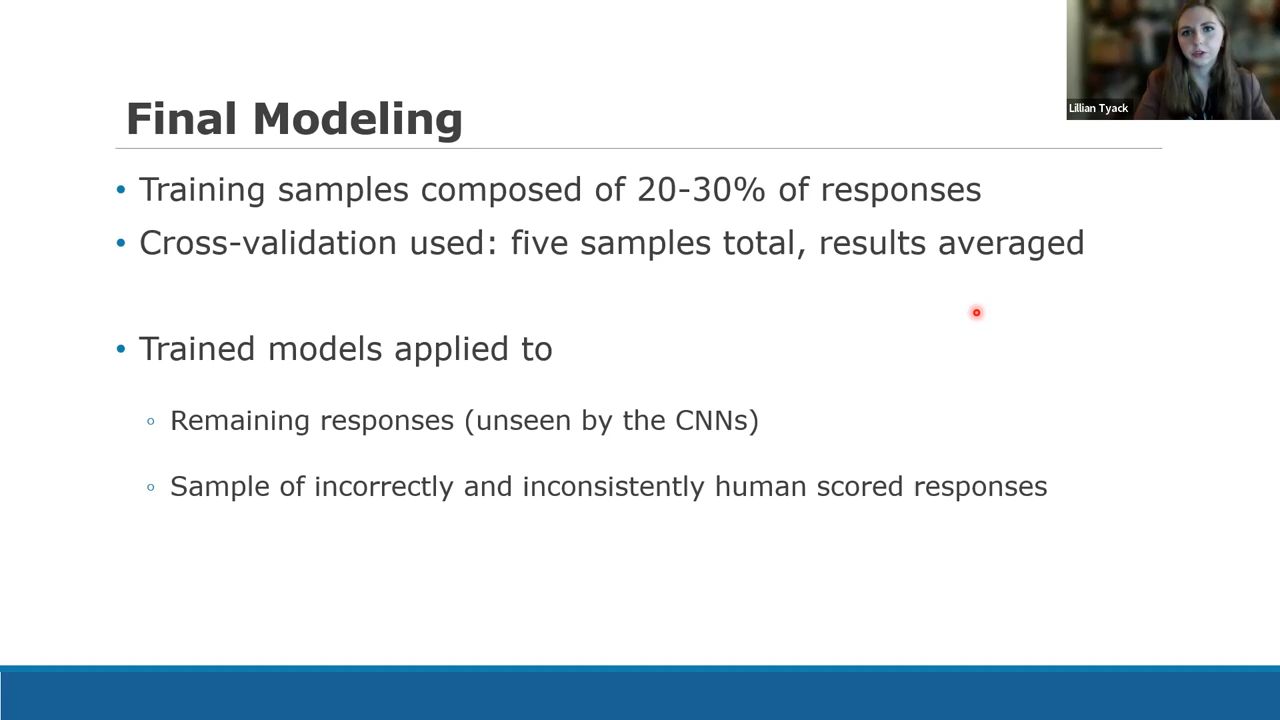 Lillian Tyack
Final Modeling
• Training samples composed of 20-30% of responses
• Cross-validation used: five samples total, results averaged
• Trained models applied to
◦ Remaining responses (unseen by the CNNs)
◦ Sample of incorrectly and inconsistently human scored responses